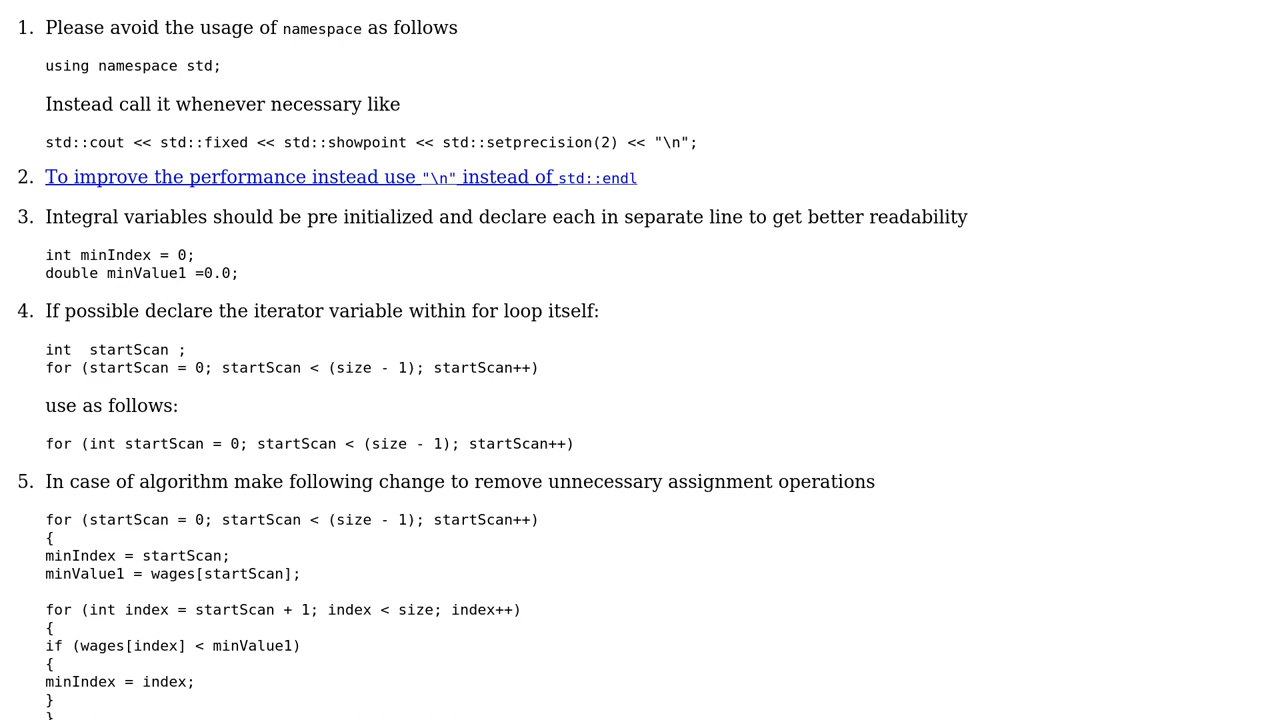 1. Please avoid the usage of namespace as follows
using namespace std;
Instead call it whenever necessary like
std::cout << std::fixed << std::showpoint << std::setprecision(2) << "\n";
2. To improve the performance instead use "\n" instead of std::endl
3. Integral variables should be pre initialized and declare each in separate line to get better readability
int minIndex = 0;
double minValue1 =0.0;
4. If possible declare the iterator variable within for loop itself:
int  startScan ;
for (startScan = 0; startScan < (size - 1); startScan++)
use as follows:
for (int startScan = 0; startScan < (size - 1); startScan++)
5. In case of algorithm make following change to remove unnecessary assignment operations
for (startScan = 0; startScan < (size - 1); startScan++)
{
minIndex = startScan;
minValue1 = wages[startScan];
for (int index = startScan + 1; index < size; index++)
{
if (wages[index] < minValue1)
{
minIndex = index;
}
}